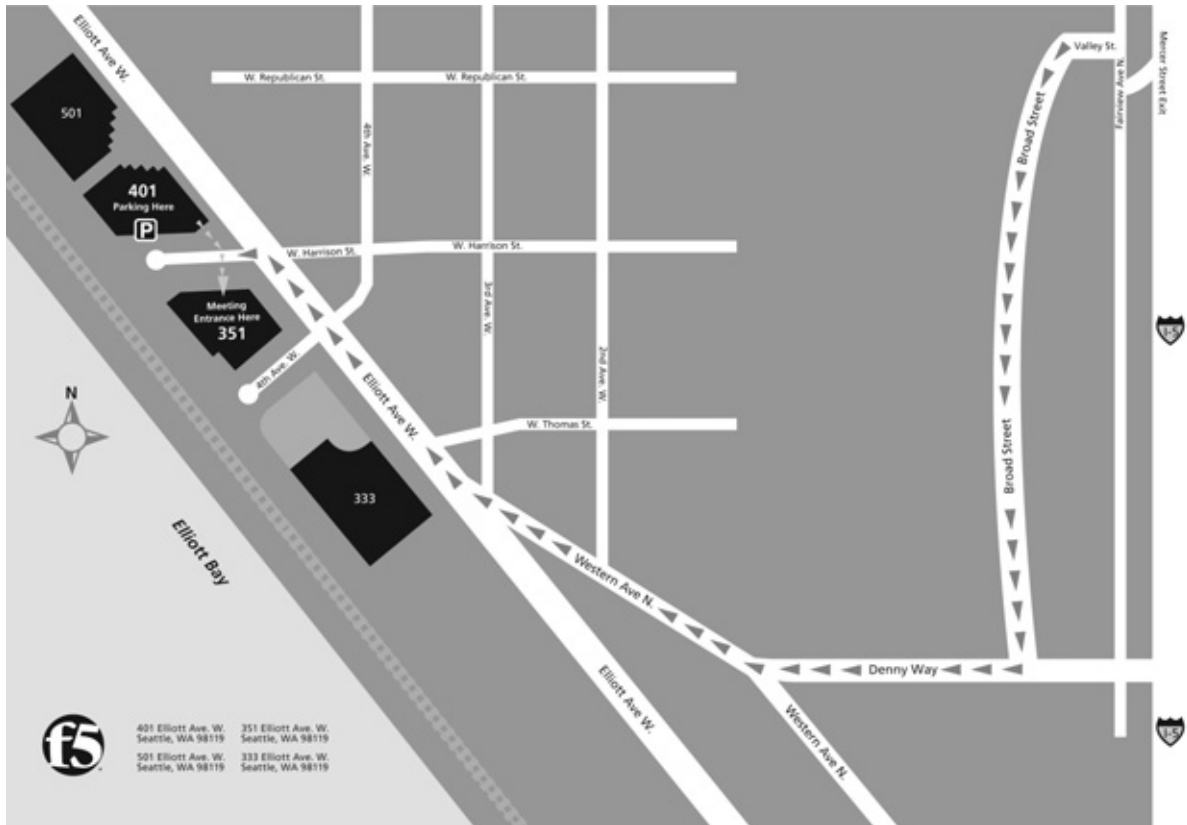 Elliott Ave W.
Valley St.
Mercer Street Exit
Fairview Ave N.
W. Republican St.
W. Republican St.
Broad Street
501
4th Ave. W.
401
Parking Here
P
W. Harrison St.
W. Harrison St.
Meeting
Entrance Here
351
3rd Ave. W.
I-5
2nd Ave. W.
4th Ave. W.
Elliott Ave W.
N
W. Thomas St.
Broad Street
333
Elliott Bay
Western Ave N.
Denny Way
Elliott Ave W.
Western Ave N.
I-5
f5
401 Elliott Ave. W.
Seattle, WA 98119
351 Elliott Ave. W.
Seattle, WA 98119
501 Elliott Ave. W.
Seattle, WA 98119
333 Elliott Ave. W.
Seattle, WA 98119